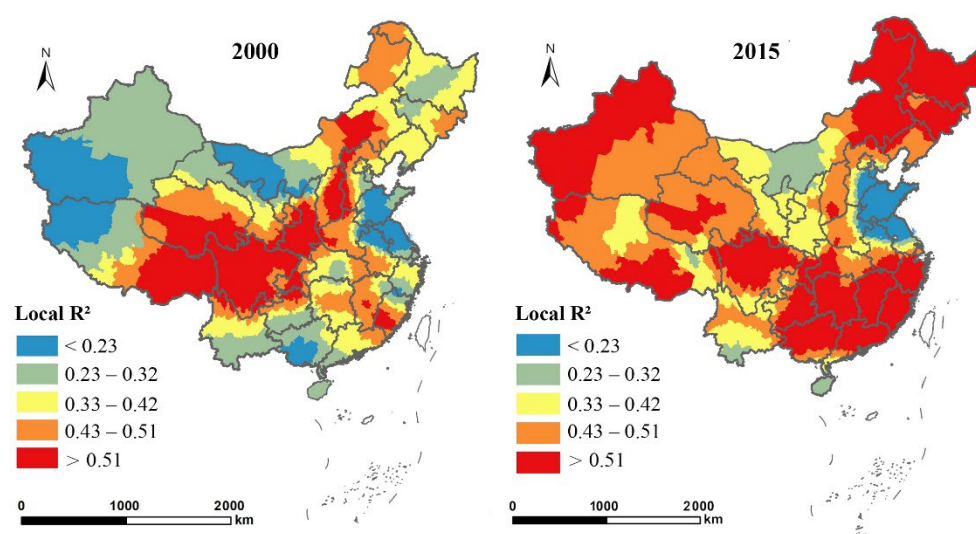 2000
N
Local R²
< 0.23
0.23 – 0.32
0.33 – 0.42
0.43 – 0.51
> 0.51
0 1000 2000
km
2015
N
Local R²
< 0.23
0.23 – 0.32
0.33 – 0.42
0.43 – 0.51
> 0.51
0 1000 2000
km